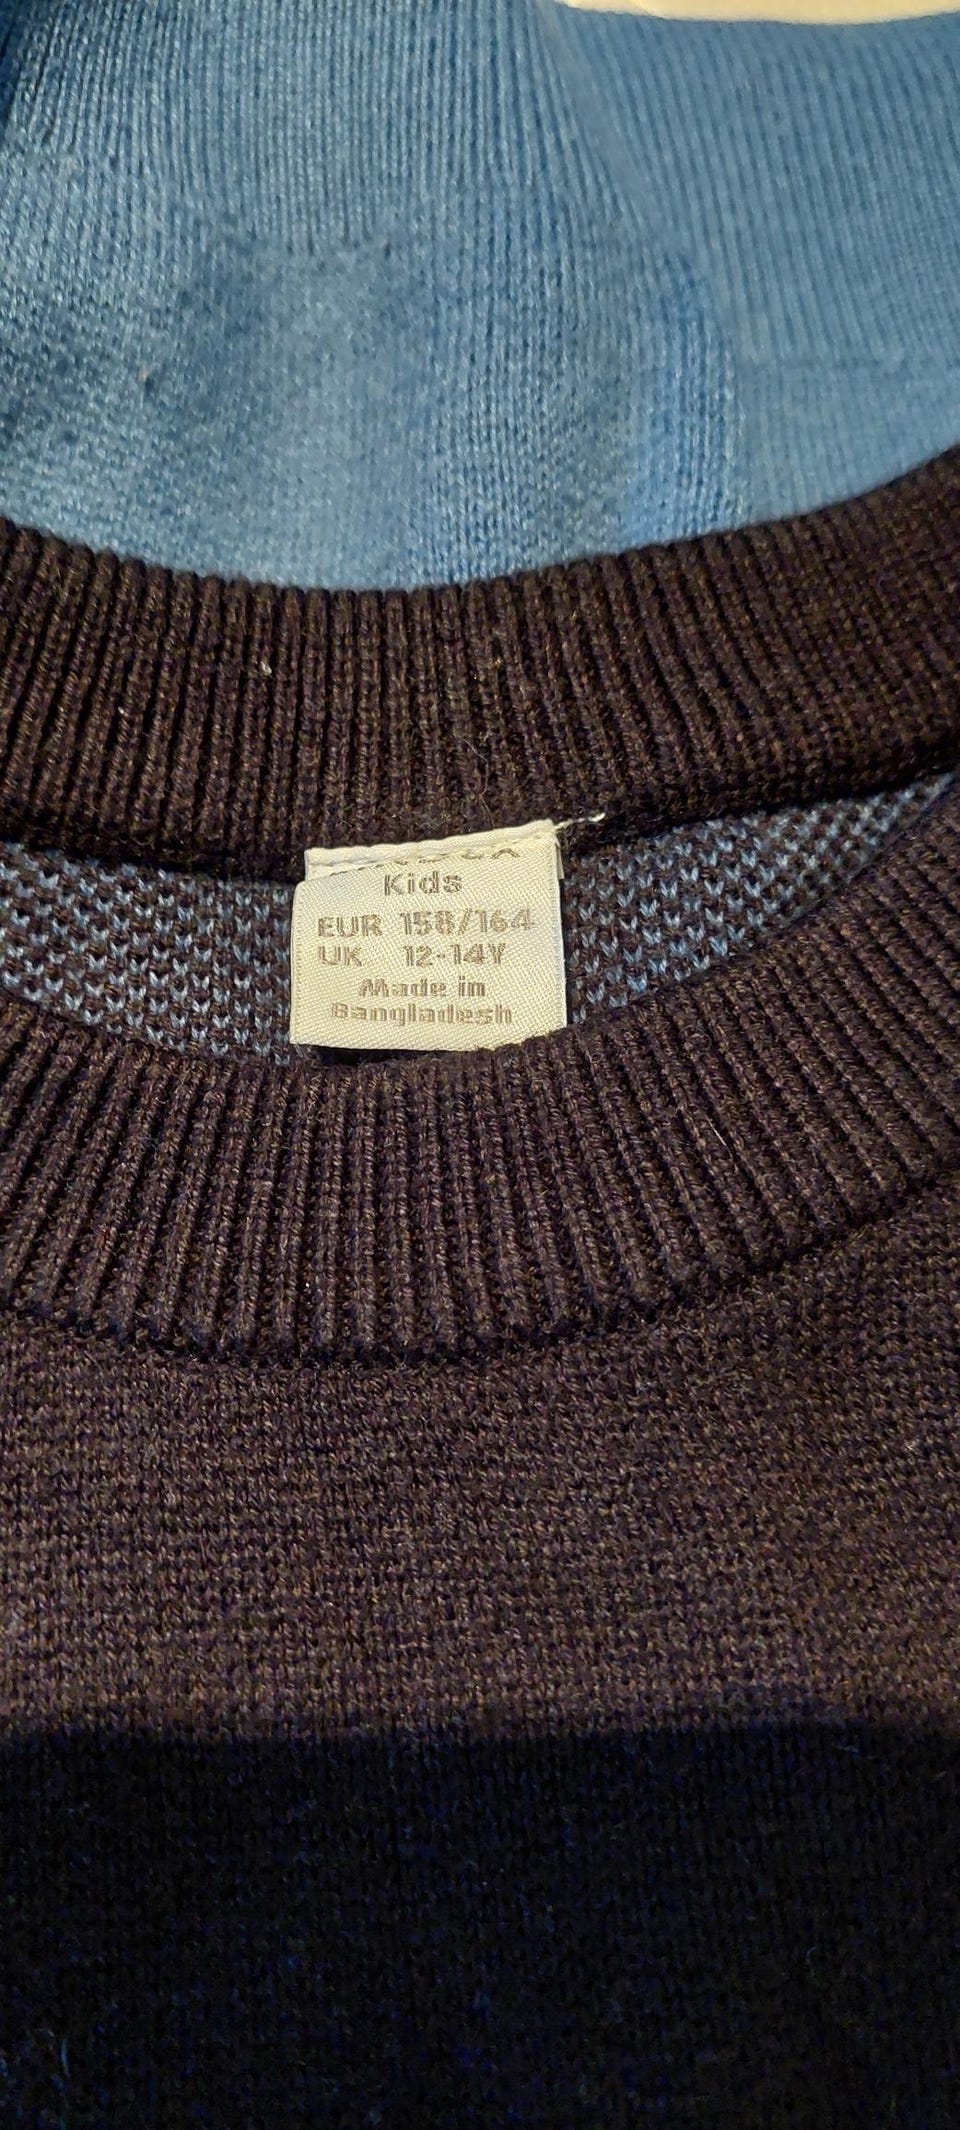 Kids
EUR 158/164
UK 12-14Y
Made in
Bangladesh